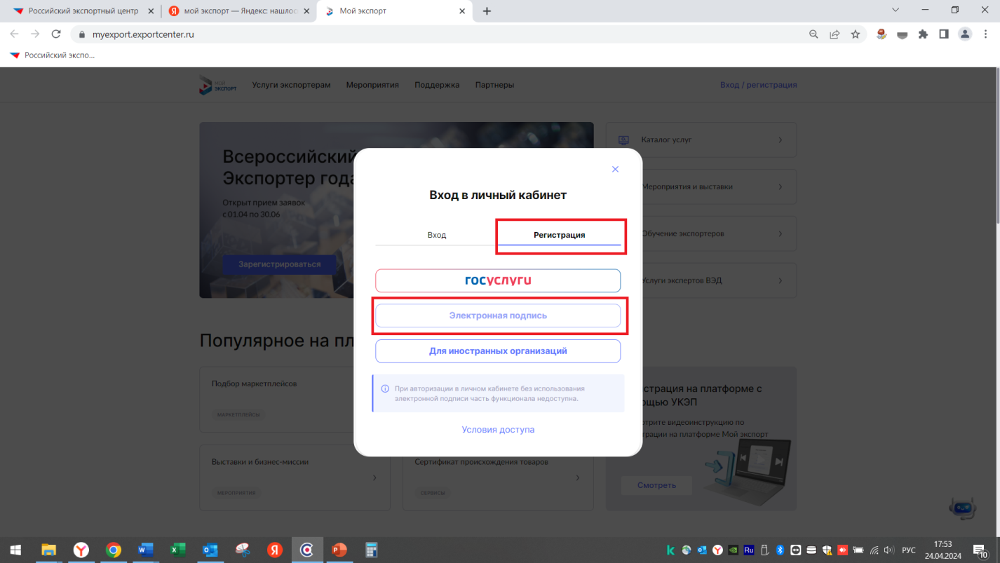 Российский экспортный центр
мой экспорт — Яндекс: нашлос
Мой экспорт
myexport.exportcenter.ru
Российский экспо...
МОЙ
ЭКСПОРТ
Услуги экспортерам
Мероприятия
Поддержка
Партнеры
Вход / регистрация
Всероссийский
Экспортер года
Открыт прием заявок
с 01.04 по 30.06
Зарегистрироваться
Каталог услуг
Мероприятия и выставки
Обучение экспортеров
Услуги экспертов ВЭД
Вход в личный кабинет
Вход
Регистрация
госуслуги
Электронная подпись
Для иностранных организаций
При авторизации в личном кабинете без использования
электронной подписи часть функционала недоступна.
Условия доступа
Популярное на пл
Подбор маркетплейсов
МАРКЕТПЛЕЙСЫ
Выставки и бизнес-миссии
МЕРОПРИЯТИЯ
Сертификат происхождения товаров
СЕРВИСЫ
страция на платформе с
щью УКЭП
трите видеоинструкцию по
рации на платформе Мой экспорт
Смотреть
Ru
РУС
17:53
24.04.2024
10